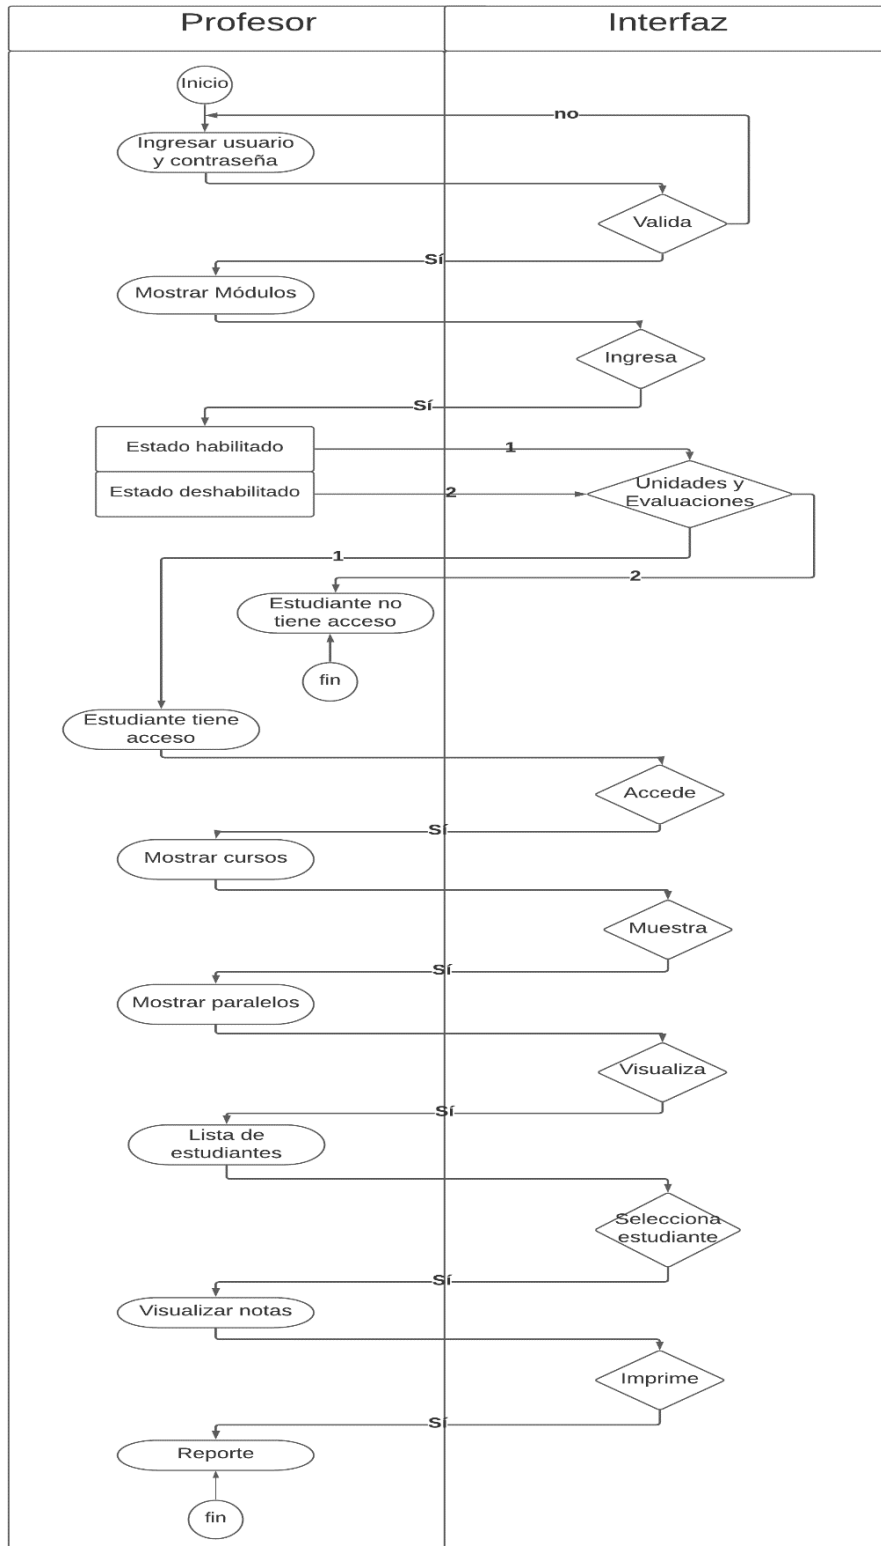 Profesor
Interfaz
Inicio
no
Ingresar usuario
y contraseña
Valida
Sí
Mostrar Módulos
Ingresa
Sí
Estado habilitado
1
Unidades y
Evaluaciones
Estado deshabilitado
2
1
2
Estudiante no
tiene acceso
fin
Estudiante tiene
acceso
Accede
Sí
Mostrar cursos
Muestra
Sí
Mostrar paralelos
Visualiza
Sí
Lista de
estudiantes
Selecciona
estudiante
Sí
Visualizar notas
Imprime
Sí
Reporte
fin